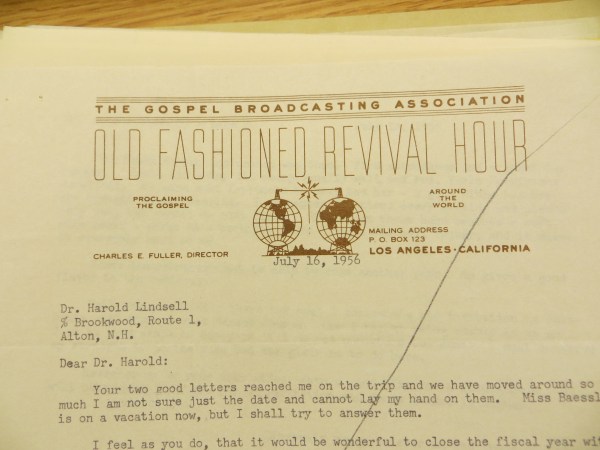 THE GOSPEL BROADCASTING ASSOCIATION
OLD FASHIONED REVIVAL HOUR
PROCLAIMING
THE GOSPEL
AROUND
THE
WORLD
MAILING ADDRESS
P. O. BOX 123
CHARLES E. FULLER, DIRECTOR
LOS ANGELES · CALIFORNIA
July 16, 1956
Dr. Harold Lindsell
% Brookwood, Route 1,
Alton, N.H.
Dear Dr. Harold:
Your two good letters reached me on the trip and we have moved around so
much I am not sure just the date and cannot lay my hand on them. Miss Baessl
is on a vacation now, but I shall try to answer them.
I feel as you do, that it would be wonderful to close the fiscal year wit